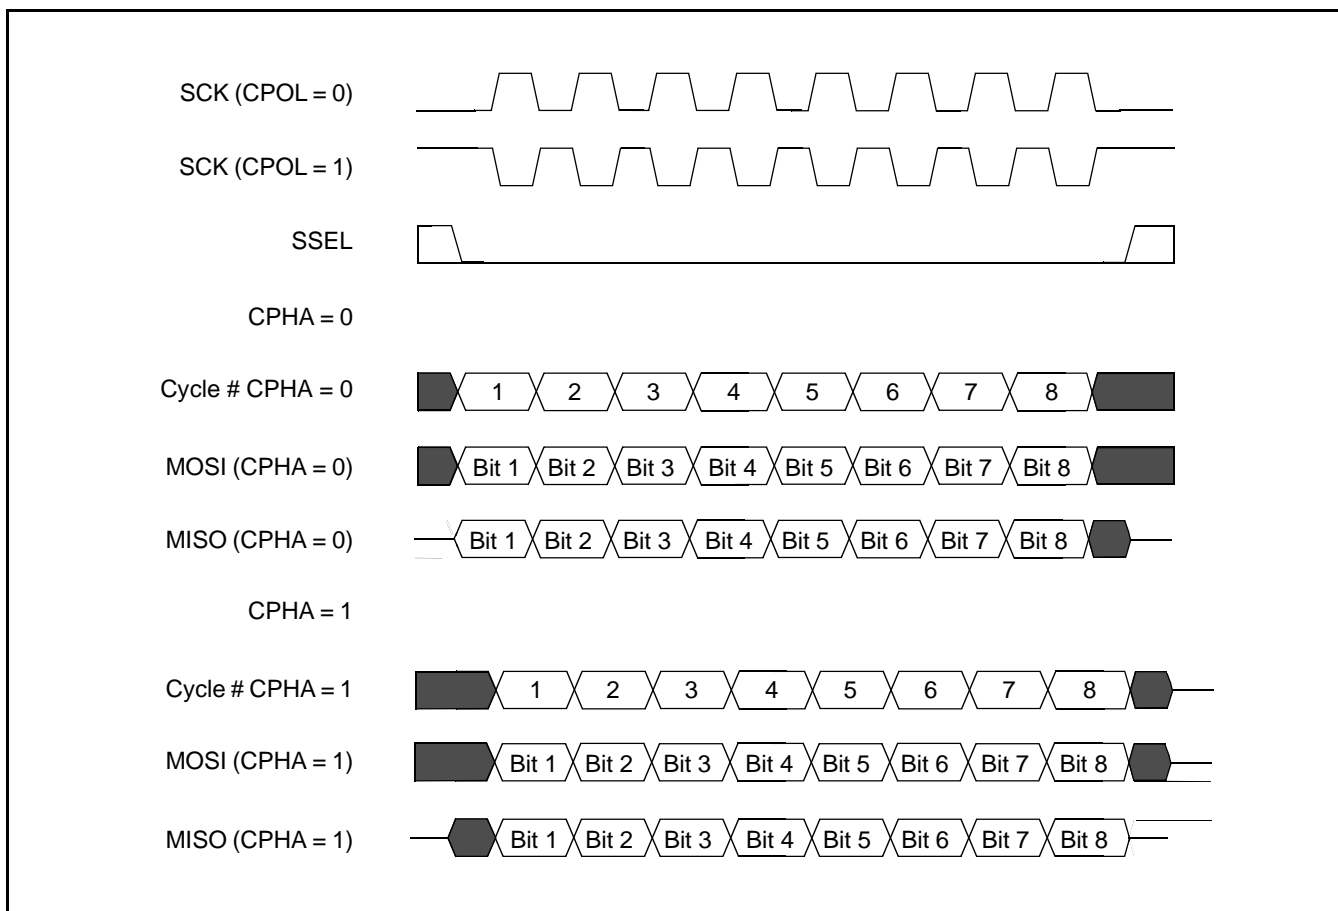 SCK (CPOL = 0)
SCK (CPOL = 1)
SSEL
CPHA = 0
Cycle # CPHA = 0 1 2 3 4 5 6 7 8
MOSI (CPHA = 0) Bit 1 Bit 2 Bit 3 Bit 4 Bit 5 Bit 6 Bit 7 Bit 8
MISO (CPHA = 0) Bit 1 Bit 2 Bit 3 Bit 4 Bit 5 Bit 6 Bit 7 Bit 8
CPHA = 1
Cycle # CPHA = 1 1 2 3 4 5 6 7 8
MOSI (CPHA = 1) Bit 1 Bit 2 Bit 3 Bit 4 Bit 5 Bit 6 Bit 7 Bit 8
MISO (CPHA = 1) Bit 1 Bit 2 Bit 3 Bit 4 Bit 5 Bit 6 Bit 7 Bit 8